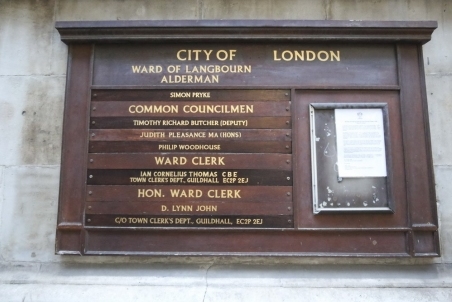 CITY OF LONDON
WARD OF LANGBOURN
ALDERMAN
SIMON PRYKE
COMMON COUNCILMEN
TIMOTHY RICHARD BUTCHER (DEPUTY)
JUDITH PLEASANCE MA (HONS)
PHILIP WOODHOUSE
WARD CLERK
IAN CORNELIUS THOMAS C B E
TOWN CLERK'S DEPT., GUILDHALL, EC2P 2EJ
HON. WARD CLERK
D. LYNN JOHN
C/O TOWN CLERK'S DEPT., GUILDHALL, EC2P 2EJ